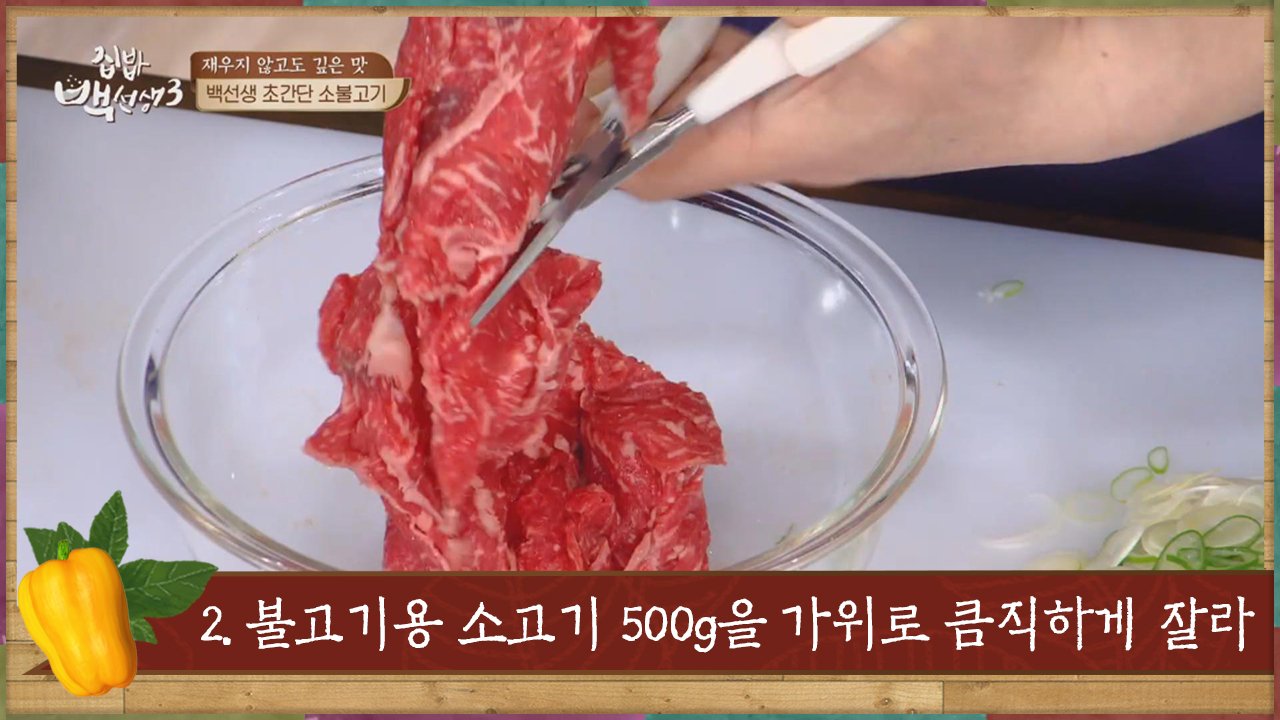 집밥
백선생3
재우지 않고도 깊은 맛
백선생 초간단 소불고기
2. 불고기용 소고기 500g을 가위로 큼직하게 잘라